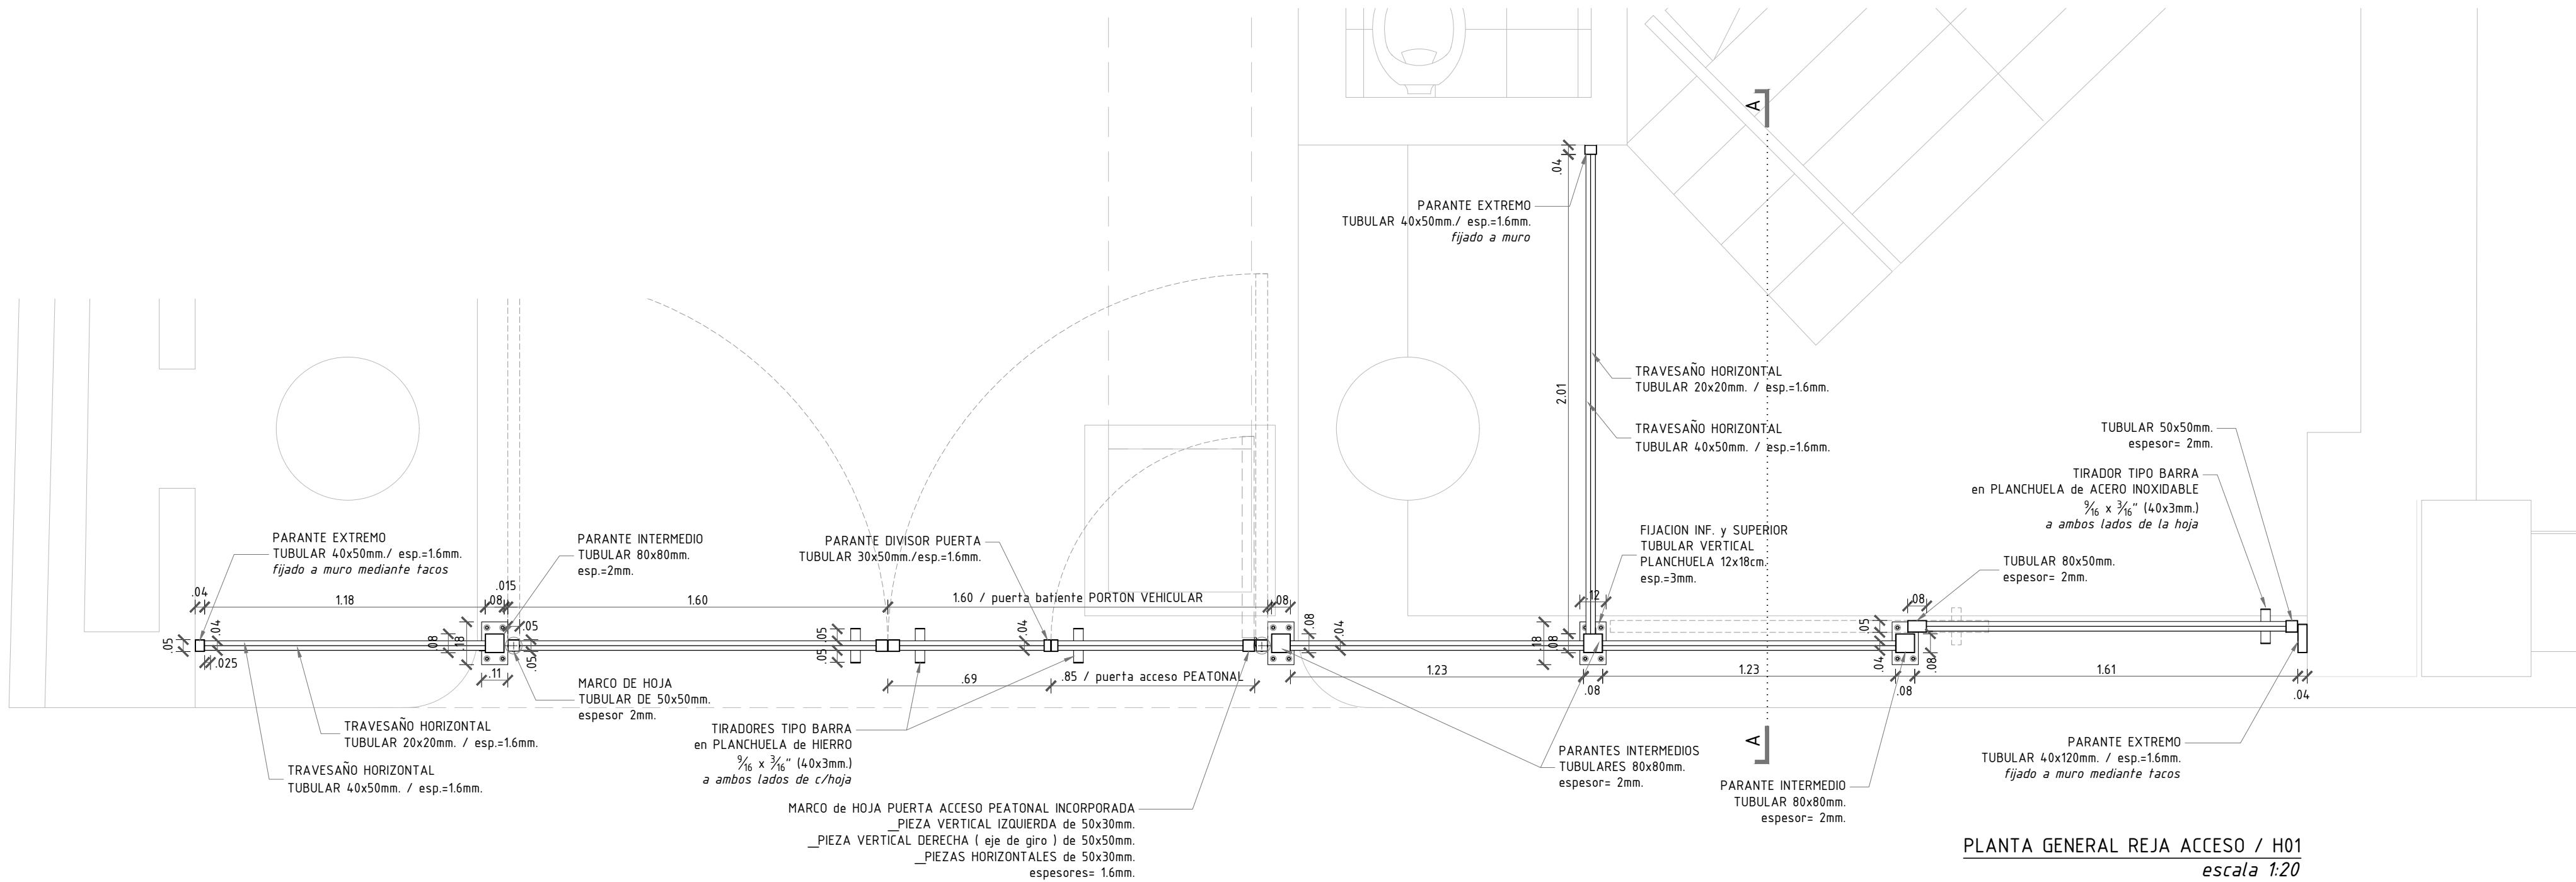 A
.04
PARANTE EXTREMO
TUBULAR 40x50mm./ esp.=1.6mm.
fijado a muro
2.01
TRAVESAÑO HORIZONTAL
TUBULAR 20x20mm. / esp.=1.6mm.
TRAVESAÑO HORIZONTAL
TUBULAR 40x50mm. / esp.=1.6mm.
TUBULAR 50x50mm.
espesor= 2mm.
TIRADOR TIPO BARRA
en PLANCHUELA de ACERO INOXIDABLE
9/16 x 3/16" (40x3mm.)
a ambos lados de la hoja
PARANTE EXTREMO
TUBULAR 40x50mm./ esp.=1.6mm.
fijado a muro mediante tacos
PARANTE INTERMEDIO
TUBULAR 80x80mm.
esp.=2mm.
PARANTE DIVISOR PUERTA
TUBULAR 30x50mm./esp.=1.6mm.
FIJACION INF. y SUPERIOR
TUBULAR VERTICAL
PLANCHUELA 12x18cm.
esp.=3mm.
TUBULAR 80x50mm.
espesor= 2mm.
.04
1.18
.08
.015
1.60
1.60 / puerta batiente PORTON VEHICULAR
.08
.12
.08
.05
.04
.025
.08
.18
.11
.05
.05
.05
.05
.04
.08
.04
.18
.08
.05
.04
.08
.69
.85 / puerta acceso PEATONAL
1.23
.08
1.23
.08
1.61
.04
MARCO DE HOJA
TUBULAR DE 50x50mm.
espesor 2mm.
TRAVESAÑO HORIZONTAL
TUBULAR 20x20mm. / esp.=1.6mm.
TRAVESAÑO HORIZONTAL
TUBULAR 40x50mm. / esp.=1.6mm.
TIRADORES TIPO BARRA
en PLANCHUELA de HIERRO
9/16 x 3/16" (40x3mm.)
a ambos lados de c/hoja
MARCO de HOJA PUERTA ACCESO PEATONAL INCORPORADA
_PIEZA VERTICAL IZQUIERDA de 50x30mm.
_PIEZA VERTICAL DERECHA ( eje de giro ) de 50x50mm.
_PIEZAS HORIZONTALES de 50x30mm.
espesores= 1.6mm.
PARANTES INTERMEDIOS
TUBULARES 80x80mm.
espesor= 2mm.
A
PARANTE INTERMEDIO
TUBULAR 80x80mm.
espesor= 2mm.
PARANTE EXTREMO
TUBULAR 40x120mm. / esp.=1.6mm.
fijado a muro mediante tacos
PLANTA GENERAL REJA ACCESO / H01
escala 1:20